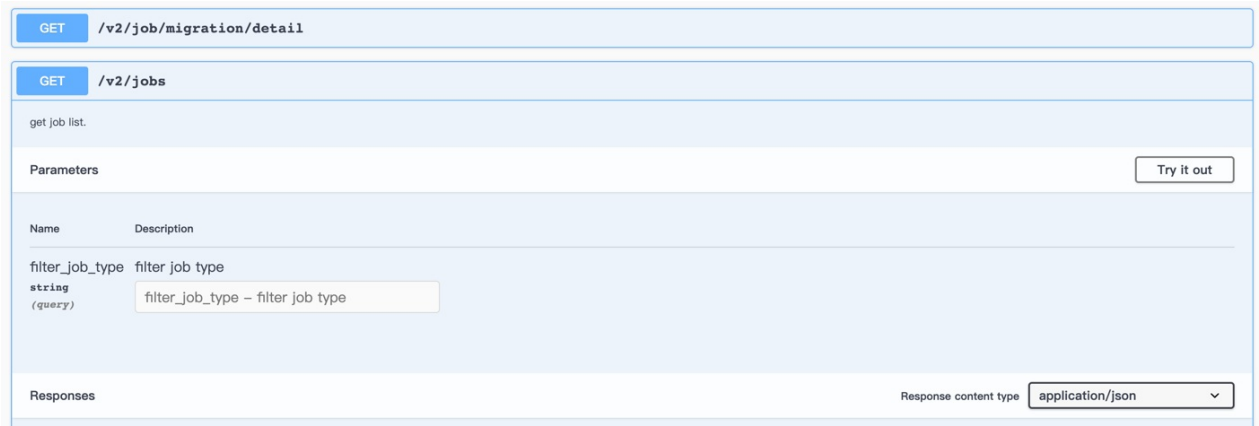 GET /v2/job/migration/detail
GET /v2/jobs
get job list.
Parameters
Try it out
Name Description
filter_job_type filter job type
string
(query)
filter_job_type – filter job type
Responses
Response content type application/json